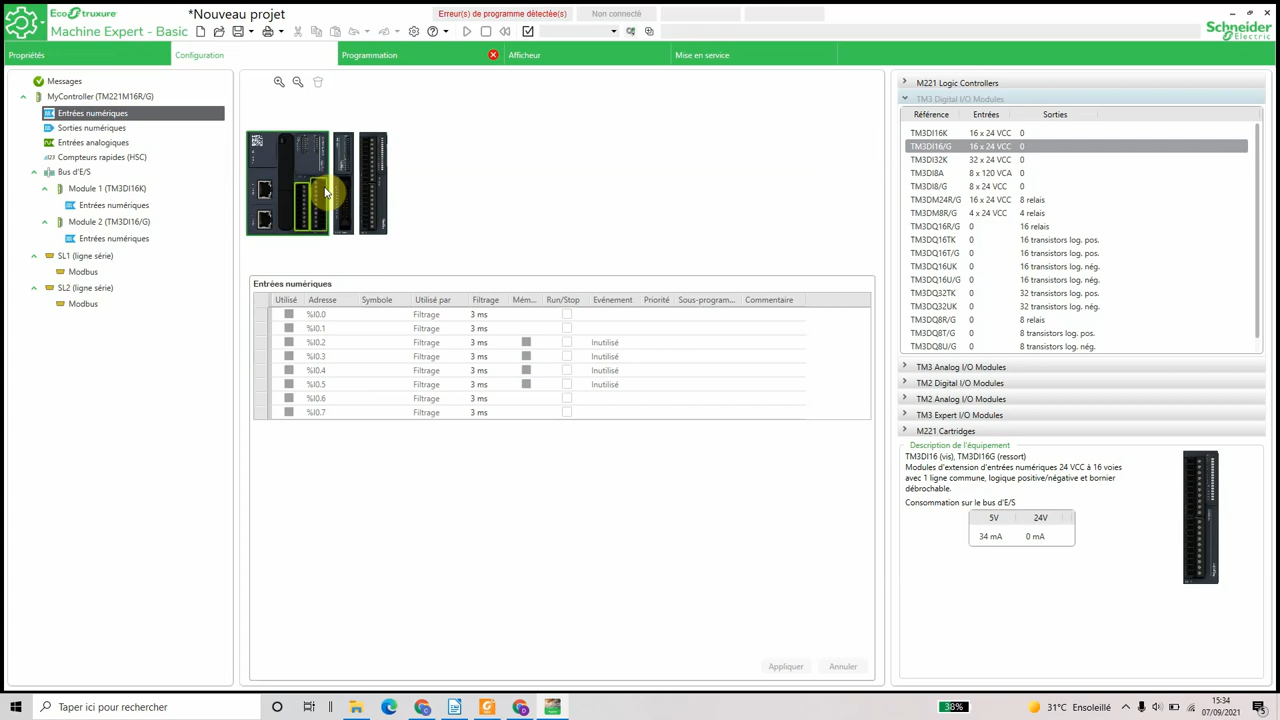 EcoStruxure
Machine Expert - Basic
*Nouveau projet
Erreur(s) de programme détectée(s)
Non connecté
Schneider
Electric
Propriétés
Configuration
Programmation
Afficheur
Mise en service
Messages
MyController (TM221M16R/G)
Entrées numériques
Sorties numériques
Entrées analogiques
Compteurs rapides (HSC)
Bus d'E/S
Module 1 (TM3DI16K)
Entrées numériques
Module 2 (TM3DI16/G)
Entrées numériques
SL1 (ligne série)
Modbus
SL2 (ligne série)
Modbus
Entrées numériques
Utilisé Adresse Symbole Utilisé par Filtrage Mém... Run/Stop Evénement Priorité Sous-program... Commentaire
%I0.0 Filtrage 3 ms
%I0.1 Filtrage 3 ms
%I0.2 Filtrage 3 ms Inutilisé
%I0.3 Filtrage 3 ms Inutilisé
%I0.4 Filtrage 3 ms Inutilisé
%I0.5 Filtrage 3 ms Inutilisé
%I0.6 Filtrage 3 ms
%I0.7 Filtrage 3 ms
Appliquer Annuler
M221 Logic Controllers
TM3 Digital I/O Modules
Référence Entrées Sorties
TM3DI16K 16 x 24 VCC 0
TM3DI16/G 16 x 24 VCC 0
TM3DI32K 32 x 24 VCC 0
TM3DI8A 8 x 120 VCA 0
TM3DI8/G 8 x 24 VCC 0
TM3DM24R/G 16 x 24 VCC 8 relais
TM3DM8R/G 4 x 24 VCC 4 relais
TM3DQ16R/G 0 16 relais
TM3DQ16TK 0 16 transistors log. pos.
TM3DQ16T/G 0 16 transistors log. pos.
TM3DQ16UK 0 16 transistors log. nég.
TM3DQ16U/G 0 16 transistors log. nég.
TM3DQ32TK 0 32 transistors log. pos.
TM3DQ32UK 0 32 transistors log. nég.
TM3DQ8R/G 0 8 relais
TM3DQ8T/G 0 8 transistors log. pos.
TM3DQ8U/G 0 8 transistors log. nég.
TM3 Analog I/O Modules
TM2 Digital I/O Modules
TM2 Analog I/O Modules
TM3 Expert I/O Modules
M221 Cartridges
Description de l'équipement
TM3DI16 (vis), TM3DI16G (ressort)
Modules d'extension d'entrées numériques 24 VCC à 16 voies
avec 1 ligne commune, logique positive/négative et bornier
débrochable.
Consommation sur le bus d'E/S
5V 24V
34 mA 0 mA
Taper ici pour rechercher
38%
31°C Ensoleillé
15:34
07/09/2021
5